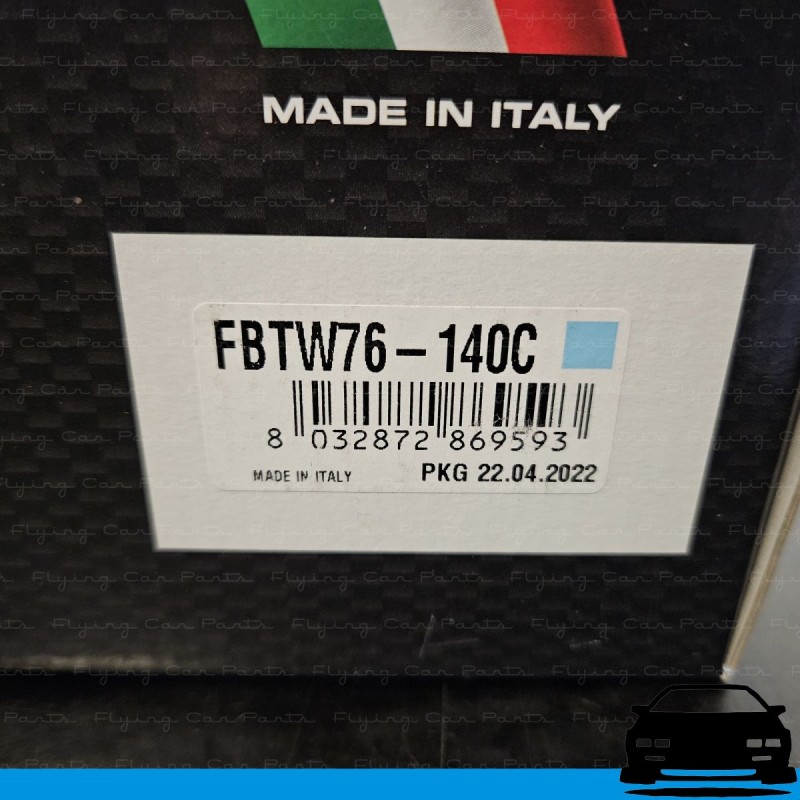 MADE IN ITALY
FBTW76-140C
8 032872 869593
MADE IN ITALY PKG 22.04.2022
Flying Car Parts